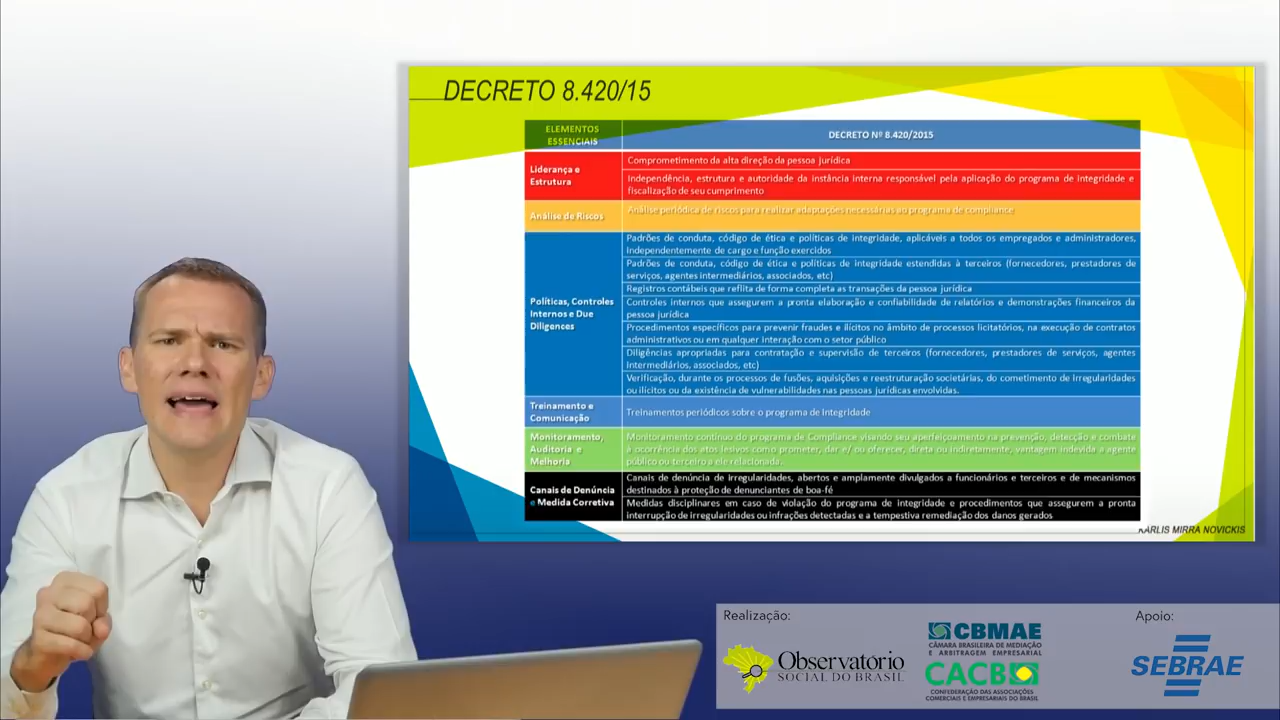 DECRETO 8.420/15
ELEMENTOS
ESSENCIAIS
DECRETO Nº 8.420/2015
Liderança e
Estrutura
Comprometimento da alta direção da pessoa jurídica
Independência, estrutura e autoridade da instância interna responsável pela aplicação do programa de integridade e
fiscalização de seu cumprimento
Análise de Riscos
Análise periódica de riscos para realizar adaptações necessárias ao programa de compliance
Políticas, Controles
Internos e Due
Diligences
Padrões de conduta, código de ética e políticas de integridade, aplicáveis a todos os empregados e administradores,
independentemente de cargo e função exercidos
Padrões de conduta, código de ética e políticas de integridade estendidas à terceiros (fornecedores, prestadores de
serviços, agentes intermediários, associados, etc)
Registros contábeis que reflita de forma completa as transações da pessoa jurídica
Controles internos que assegurem a pronta elaboração e confiabilidade de relatórios e demonstrações financeiros da
pessoa jurídica
Procedimentos específicos para prevenir fraudes e ilícitos no âmbito de processos licitatórios, na execução de contratos
administrativos ou em qualquer interação com o setor público
Diligências apropriadas para contratação e supervisão de terceiros (fornecedores, prestadores de serviços, agentes
intermediários, associados, etc)
Verificação, durante os processos de fusões, aquisições e reestruturação societárias, do cometimento de irregularidades
ou ilícitos ou da existência de vulnerabilidades nas pessoas jurídicas envolvidas.
Treinamento e
Comunicação
Treinamentos periódicos sobre o programa de integridade
Monitoramento,
Auditoria e
Melhoria
Monitoramento contínuo do programa de Compliance visando seu aperfeiçoamento na prevenção, detecção e combate
à ocorrência dos atos lesivos como prometer, dar e/ ou oferecer, direta ou indiretamente, vantagem indevida a agente
público ou terceiro a ele relacionada.
Canais de Denúncia
e Medida Corretiva
Canais de denúncia de irregularidades, abertos e amplamente divulgados a funcionários e terceiros e de mecanismos
destinados à proteção de denunciantes de boa-fé
Medidas disciplinares em caso de violação do programa de integridade e procedimentos que assegurem a pronta
interrupção de irregularidades ou infrações detectadas e a tempestiva remediação dos danos gerados
KARLIS MIRRA NOVICKIS
Realização:
Observatório
SOCIAL DO BRASIL
CBMAE
CÂMARA BRASILEIRA DE MEDIAÇÃO
E ARBITRAGEM EMPRESARIAL
CACB
CONFEDERAÇÃO DAS ASSOCIAÇÕES
COMERCIAIS E EMPRESARIAIS DO BRASIL
Apoio:
SEBRAE